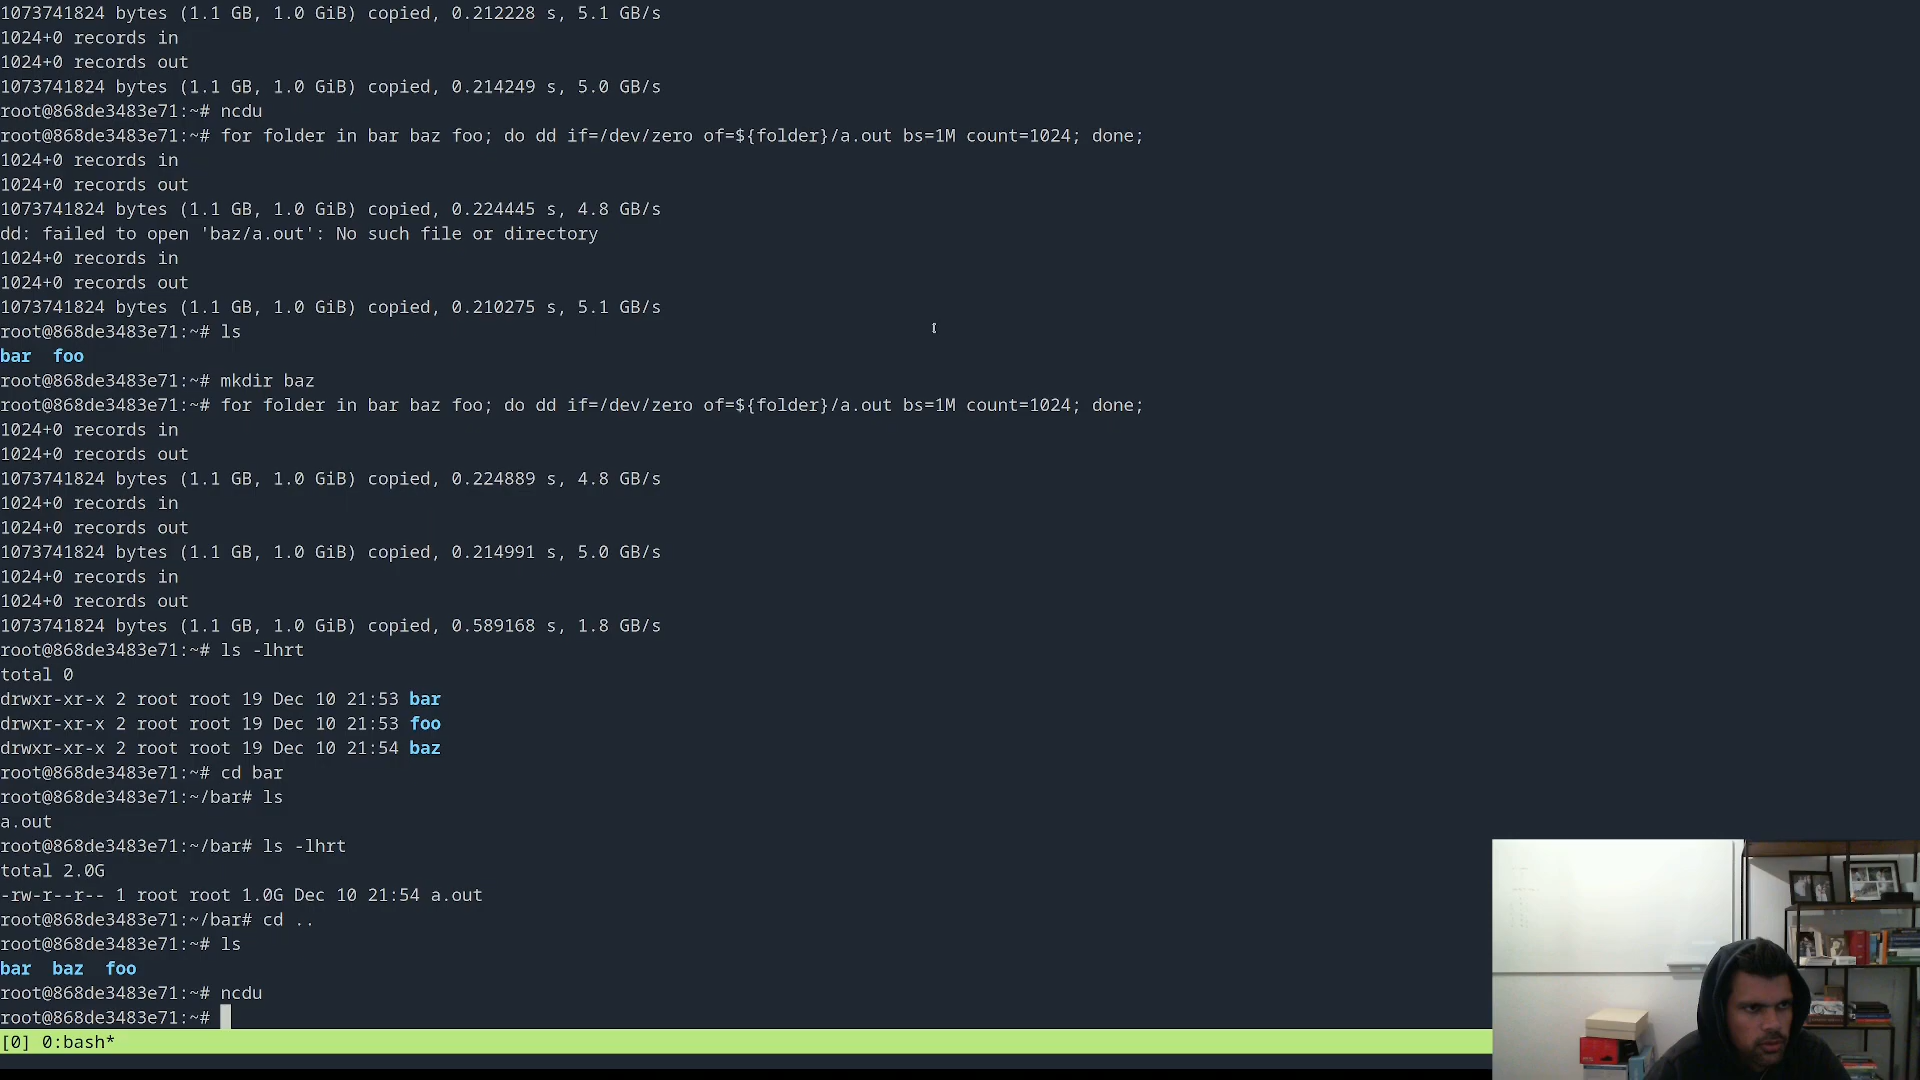 1073741824 bytes (1.1 GB, 1.0 GiB) copied, 0.212228 s, 5.1 GB/s
1024+0 records in
1024+0 records out
1073741824 bytes (1.1 GB, 1.0 GiB) copied, 0.214249 s, 5.0 GB/s
root@868de3483e71:~# ncdu
root@868de3483e71:~# for folder in bar baz foo; do dd if=/dev/zero of=${folder}/a.out bs=1M count=1024; done;
1024+0 records in
1024+0 records out
1073741824 bytes (1.1 GB, 1.0 GiB) copied, 0.224445 s, 4.8 GB/s
dd: failed to open 'baz/a.out': No such file or directory
1024+0 records in
1024+0 records out
1073741824 bytes (1.1 GB, 1.0 GiB) copied, 0.210275 s, 5.1 GB/s
root@868de3483e71:~# ls
bar  foo
root@868de3483e71:~# mkdir baz
root@868de3483e71:~# for folder in bar baz foo; do dd if=/dev/zero of=${folder}/a.out bs=1M count=1024; done;
1024+0 records in
1024+0 records out
1073741824 bytes (1.1 GB, 1.0 GiB) copied, 0.224889 s, 4.8 GB/s
1024+0 records in
1024+0 records out
1073741824 bytes (1.1 GB, 1.0 GiB) copied, 0.214991 s, 5.0 GB/s
1024+0 records in
1024+0 records out
1073741824 bytes (1.1 GB, 1.0 GiB) copied, 0.589168 s, 1.8 GB/s
root@868de3483e71:~# ls -lhrt
total 0
drwxr-xr-x 2 root root 19 Dec 10 21:53 bar
drwxr-xr-x 2 root root 19 Dec 10 21:53 foo
drwxr-xr-x 2 root root 19 Dec 10 21:54 baz
root@868de3483e71:~# cd bar
root@868de3483e71:~/bar# ls
a.out
root@868de3483e71:~/bar# ls -lhrt
total 2.0G
-rw-r--r-- 1 root root 1.0G Dec 10 21:54 a.out
root@868de3483e71:~/bar# cd ..
root@868de3483e71:~# ls
bar  baz  foo
root@868de3483e71:~# ncdu
root@868de3483e71:~#
[0] 0:bash*